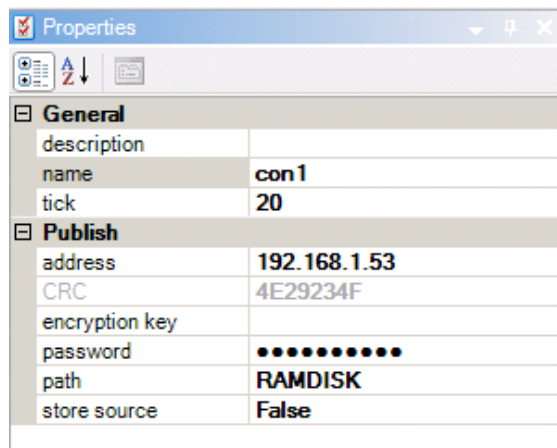 Properties
A
Z
General
description
name con1
tick 20
Publish
address 192.168.1.53
CRC 4E29234F
encryption key
password ●●●●●●●●●●
path RAMDISK
store source False